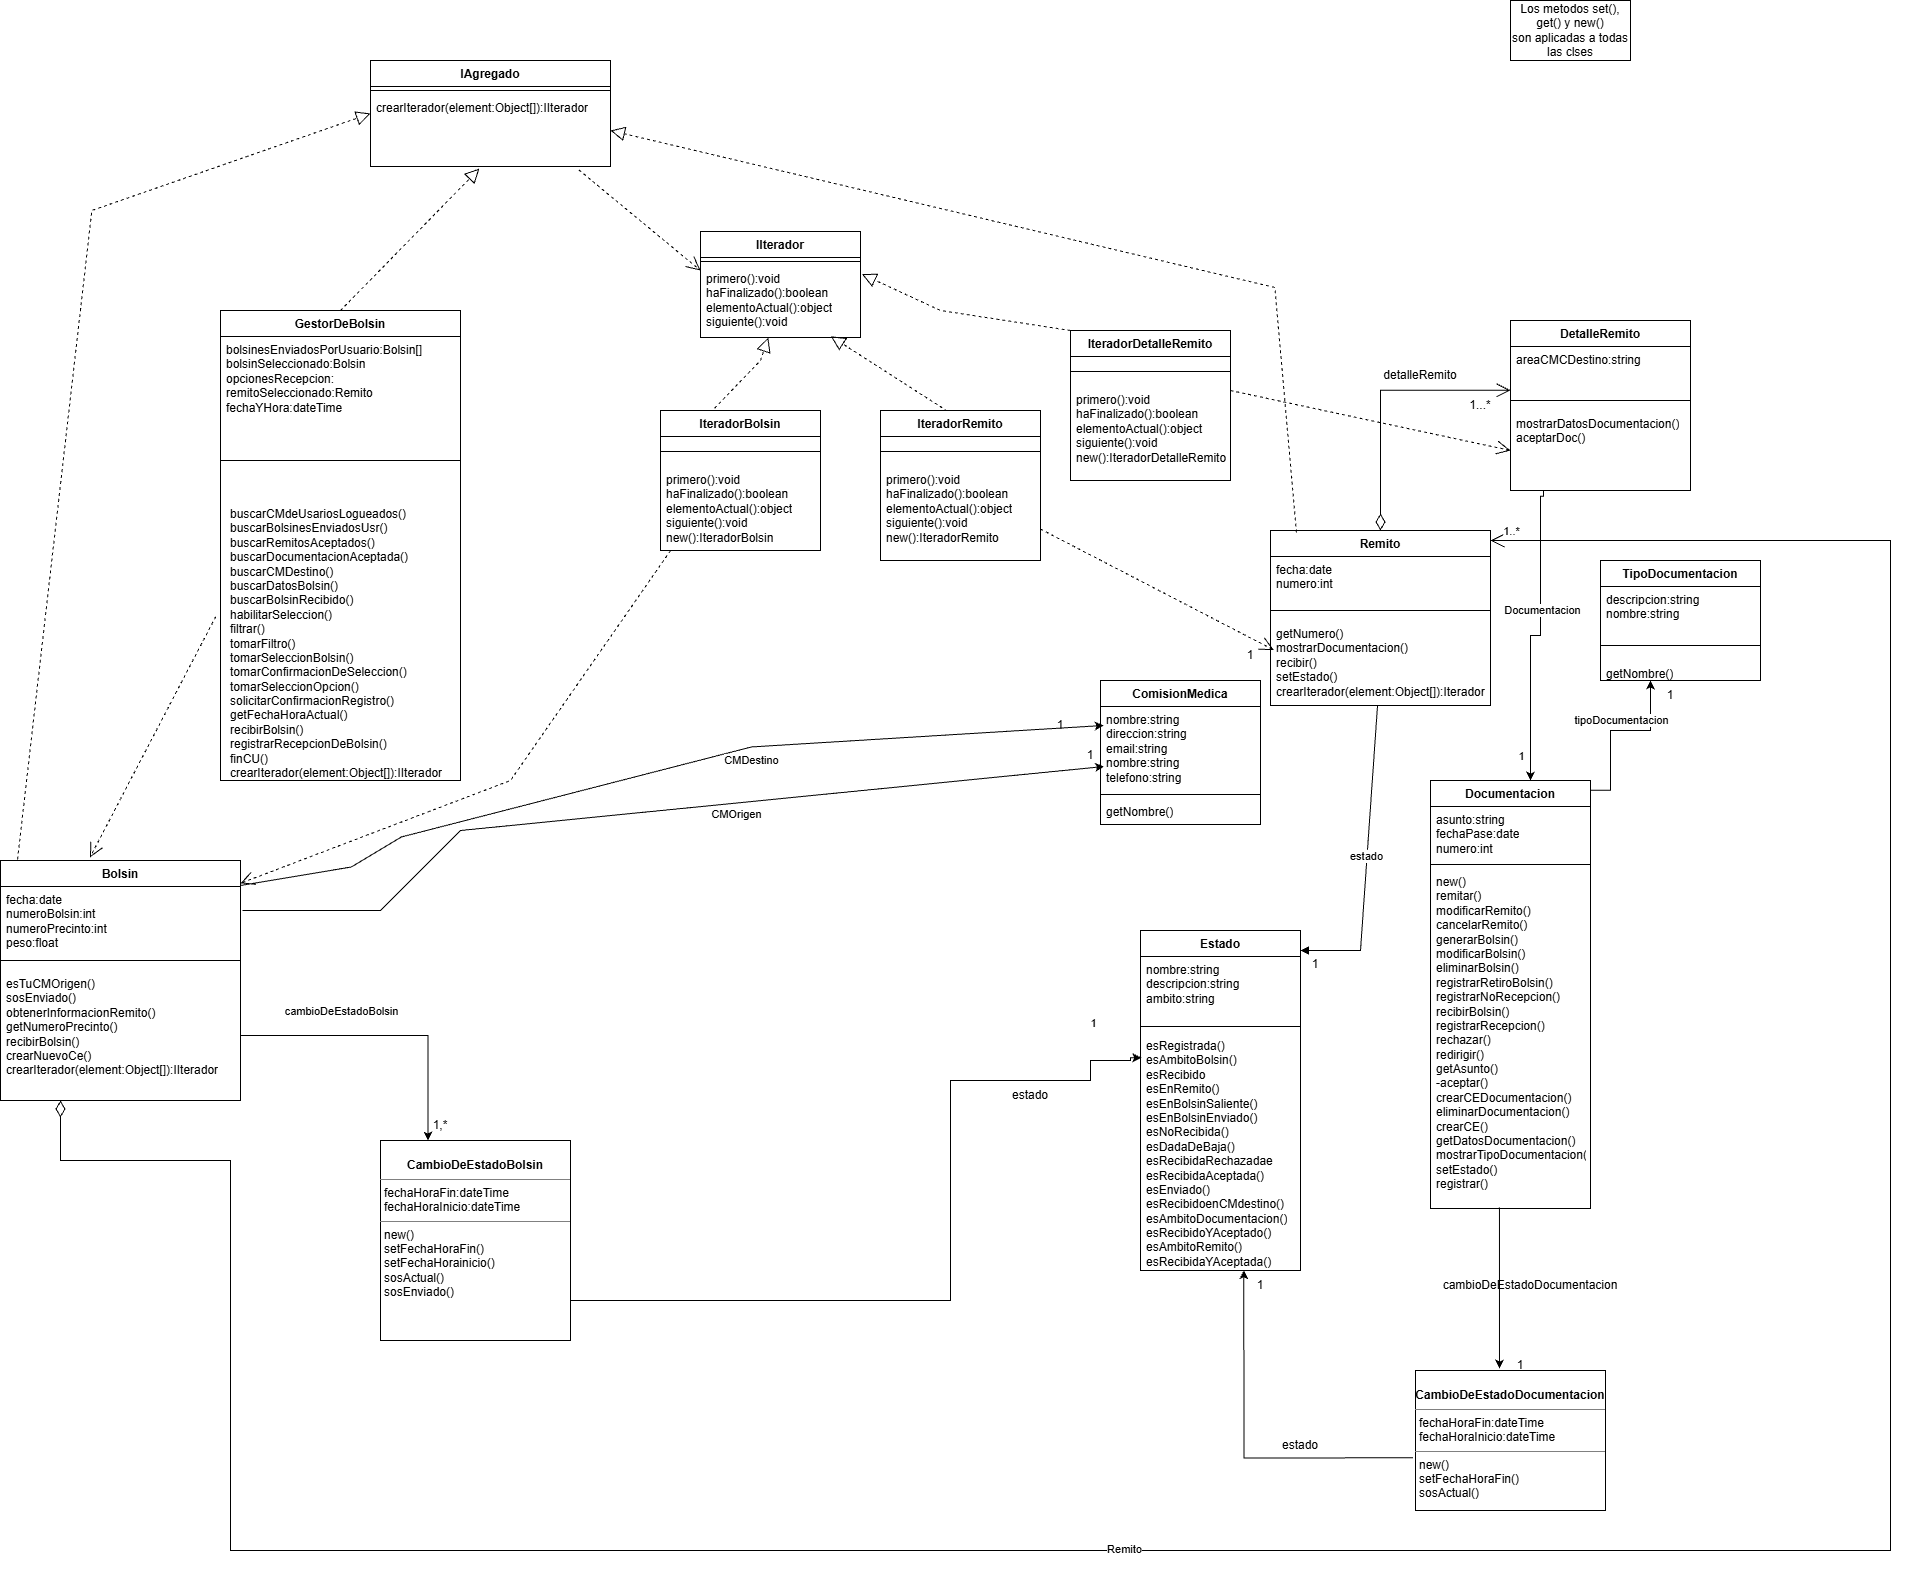 Los metodos set(),
get() y new()
son aplicadas a todas
las clses
IAgregado
crearIterador(element:Object[]):IIterador
IIterador
primero():void
haFinalizado():boolean
elementoActual():object
siguiente():void
GestorDeBolsin
bolsinesEnviadosPorUsuario:Bolsin[]
bolsinSeleccionado:Bolsin
opcionesRecepcion:
remitoSeleccionado:Remito
fechaYHora:dateTime
buscarCMdeUsariosLogueados()
buscarBolsinesEnviadosUsr()
buscarRemitosAceptados()
buscarDocumentacionAceptada()
buscarCMDestino()
buscarDatosBolsin()
buscarBolsinRecibido()
habilitarSeleccion()
filtrar()
tomarFiltro()
tomarSeleccionBolsin()
tomarConfirmacionDeSeleccion()
tomarSeleccionOpcion()
solicitarConfirmacionRegistro()
getFechaHoraActual()
recibirBolsin()
registrarRecepcionDeBolsin()
finCU()
crearIterador(element:Object[]):IIterador
IteradorBolsin
primero():void
haFinalizado():boolean
elementoActual():object
siguiente():void
new():IteradorBolsin
IteradorRemito
primero():void
haFinalizado():boolean
elementoActual():object
siguiente():void
new():IteradorRemito
IteradorDetalleRemito
primero():void
haFinalizado():boolean
elementoActual():object
siguiente():void
new():IteradorDetalleRemito
detalleRemito
1...*
DetalleRemito
areaCMCDestino:string
mostrarDatosDocumentacion()
aceptarDoc()
1..*
Remito
fecha:date
numero:int
getNumero()
mostrarDocumentacion()
recibir()
setEstado()
crearIterador(element:Object[]):Iterador
1
Documentacion
1
TipoDocumentacion
descripcion:string
nombre:string
getNombre()
1
tipoDocumentacion
ComisionMedica
nombre:string
direccion:string
email:string
nombre:string
telefono:string
getNombre()
1
CMDestino
1
CMOrigen
estado
1
Documentacion
asunto:string
fechaPase:date
numero:int
new()
remitar()
modificarRemito()
cancelarRemito()
generarBolsin()
modificarBolsin()
eliminarBolsin()
registrarRetiroBolsin()
registrarNoRecepcion()
recibirBolsin()
registrarRecepcion()
rechazar()
redirigir()
getAsunto()
-aceptar()
crearCEDocumentacion()
eliminarDocumentacion()
crearCE()
getDatosDocumentacion()
mostrarTipoDocumentacion(
setEstado()
registrar()
Bolsin
fecha:date
numeroBolsin:int
numeroPrecinto:int
peso:float
esTuCMOrigen()
sosEnviado()
obtenerInformacionRemito()
getNumeroPrecinto()
recibirBolsin()
crearNuevoCe()
crearIterador(element:Object[]):IIterador
cambioDeEstadoBolsin
1,*
CambioDeEstadoBolsin
fechaHoraFin:dateTime
fechaHoraInicio:dateTime
new()
setFechaHoraFin()
setFechaHorainicio()
sosActual()
sosEnviado()
estado
1
Estado
nombre:string
descripcion:string
ambito:string
esRegistrada()
esAmbitoBolsin()
esRecibido
esEnRemito()
esEnBolsinSaliente()
esEnBolsinEnviado()
esNoRecibida()
esDadaDeBaja()
esRecibidaRechazadae
esRecibidaAceptada()
esEnviado()
esRecibidoenCMdestino()
esAmbitoDocumentacion()
esRecibidoYAceptado()
esAmbitoRemito()
esRecibidaYAceptada()
1
estado
cambioDeEstadoDocumentacion
1
CambioDeEstadoDocumentacion
fechaHoraFin:dateTime
fechaHoraInicio:dateTime
new()
setFechaHoraFin()
sosActual()
Remito